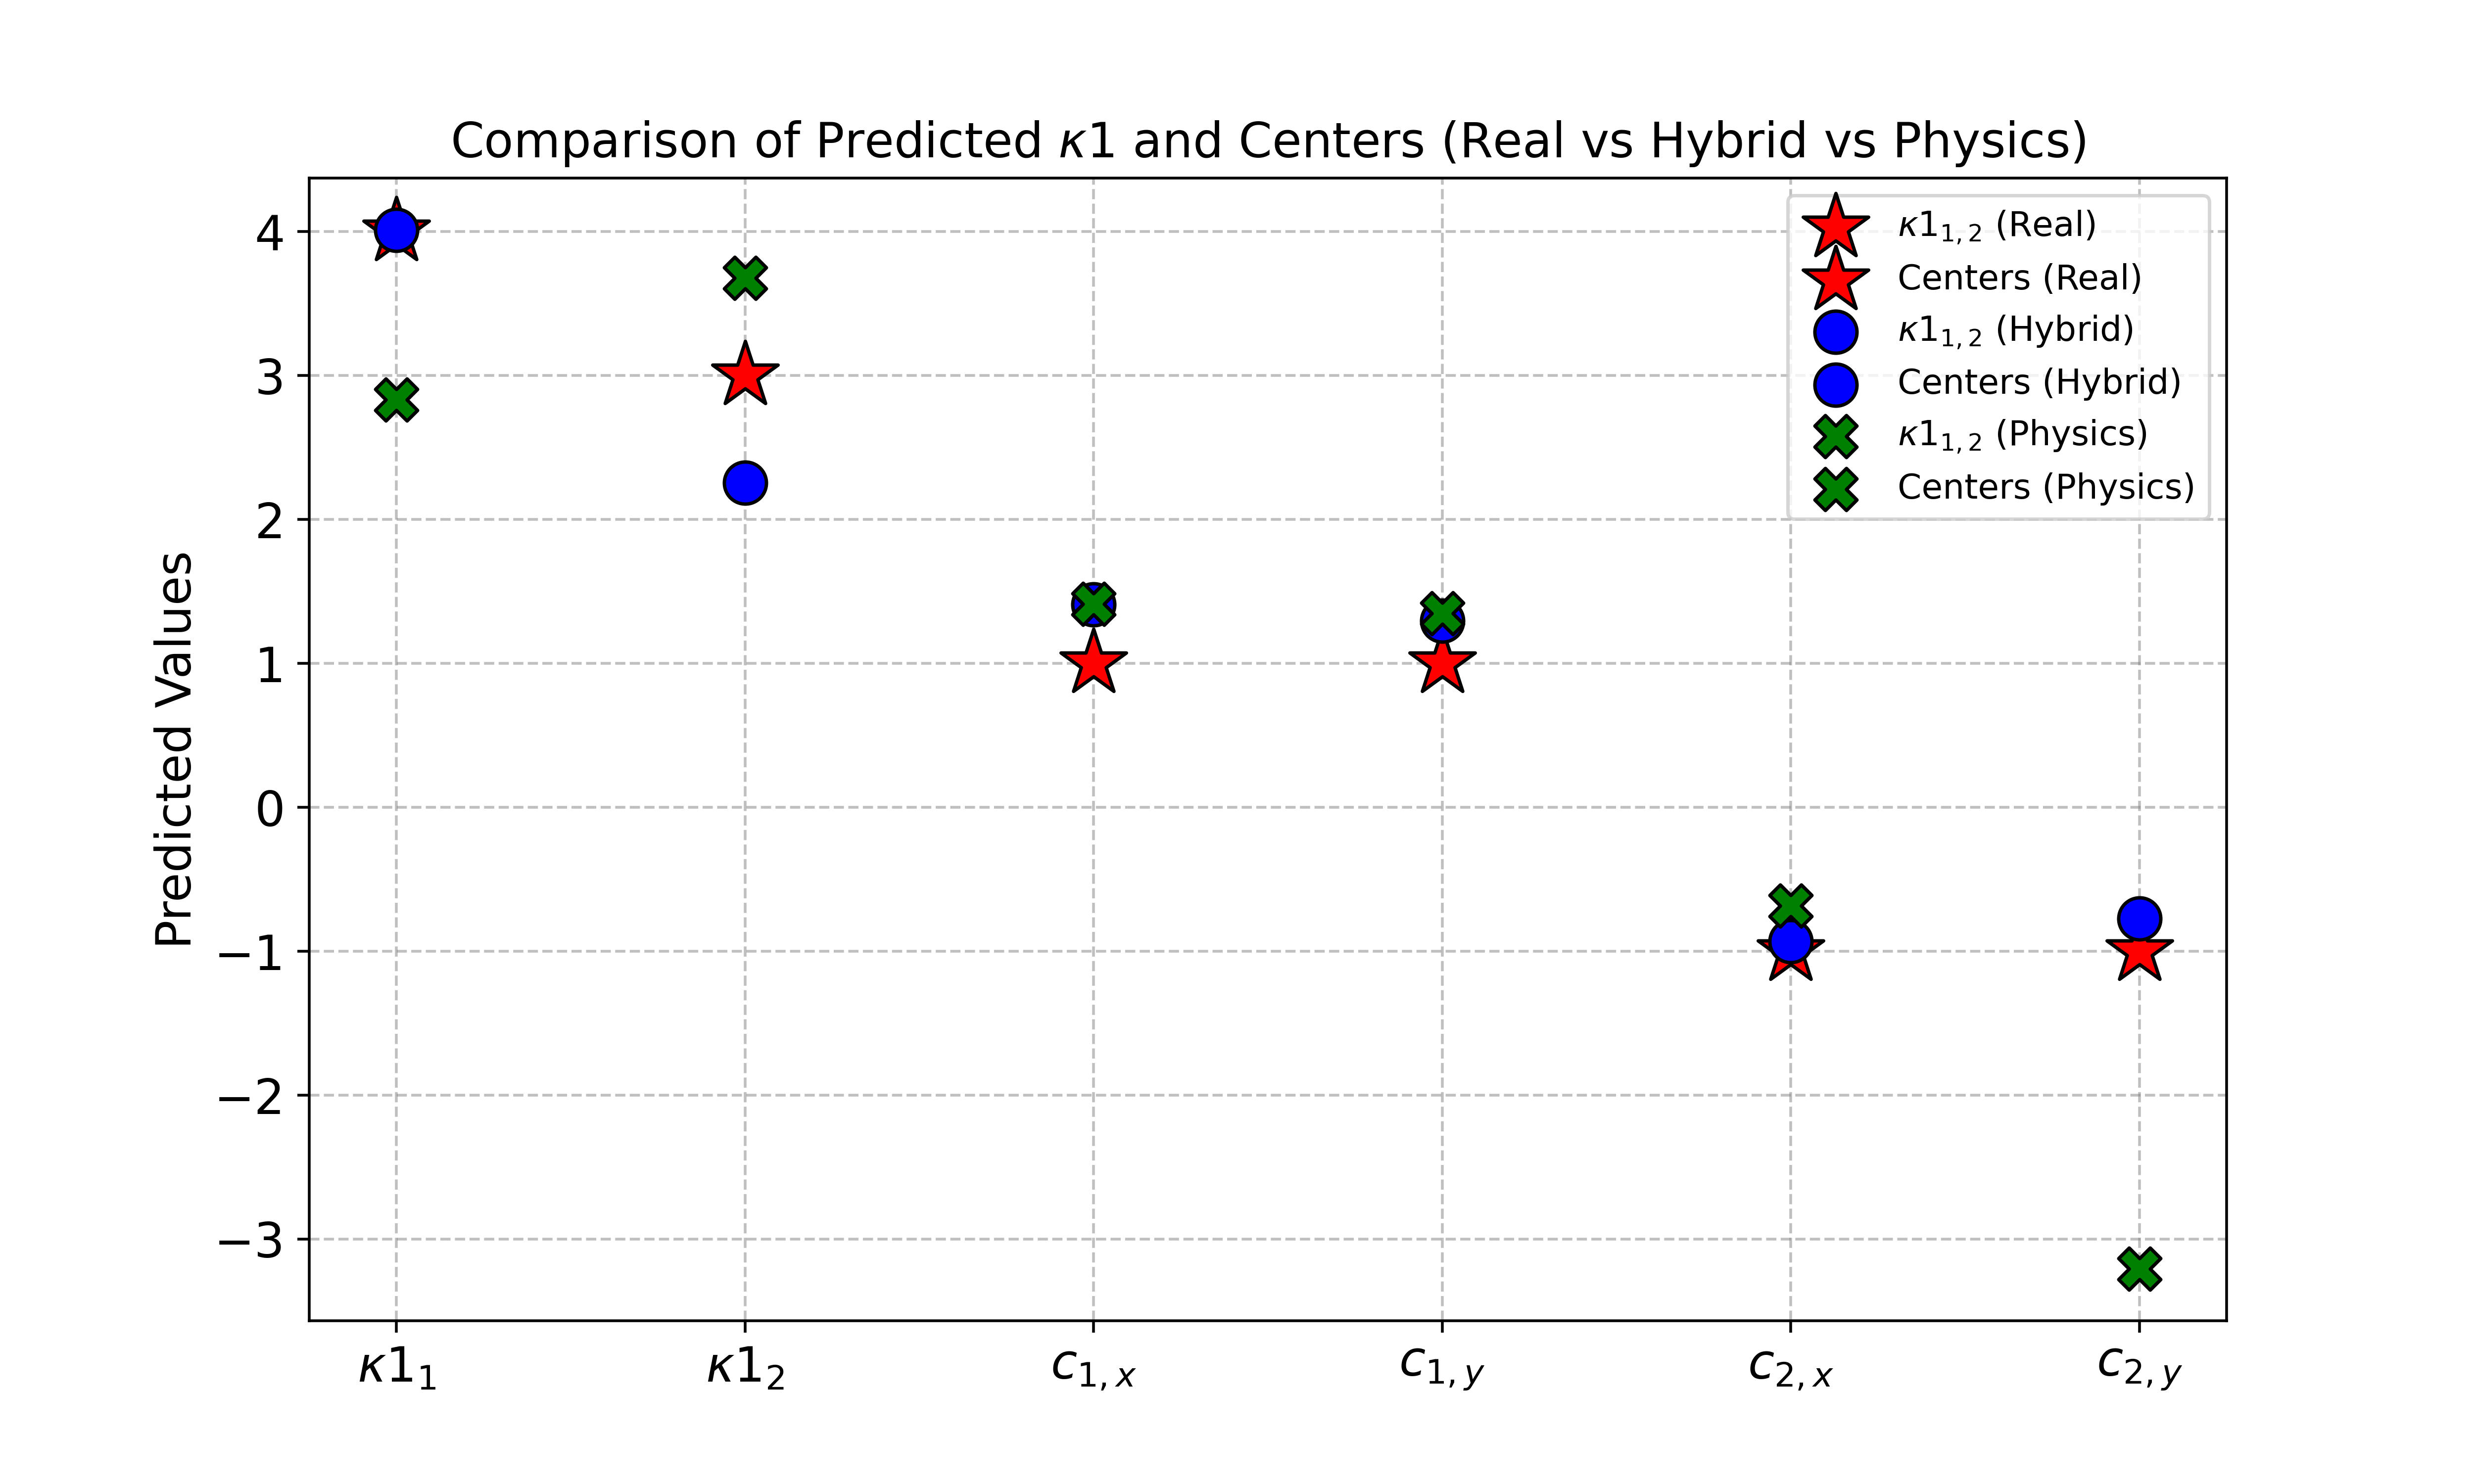 Comparison of Predicted κ1 and Centers (Real vs Hybrid vs Physics)
κ1₁,₂ (Real)
Centers (Real)
κ1₁,₂ (Hybrid)
Centers (Hybrid)
κ1₁,₂ (Physics)
Centers (Physics)
Predicted Values
4
3
2
1
0
−1
−2
−3
κ1₁ κ1₂ c₁,ₓ c₁,y c₂,ₓ c₂,y